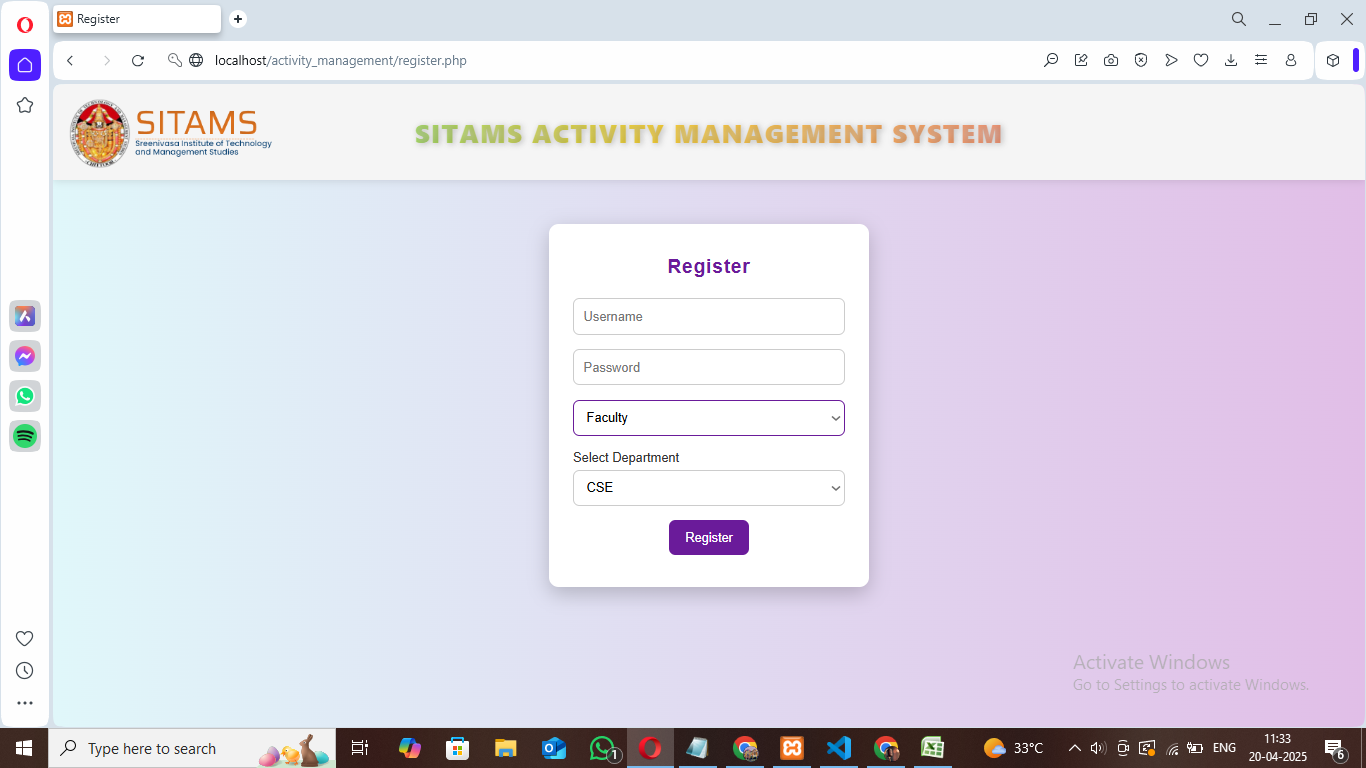 Register
localhost/activity_management/register.php
SITAMS
Sreenivasa Institute of Technology
and Management Studies
SITAMS ACTIVITY MANAGEMENT SYSTEM
Register
Username
Password
Faculty
Select Department
CSE
Register
Activate Windows
Go to Settings to activate Windows.
Type here to search
1
33°C
ENG
11:33
20-04-2025
6